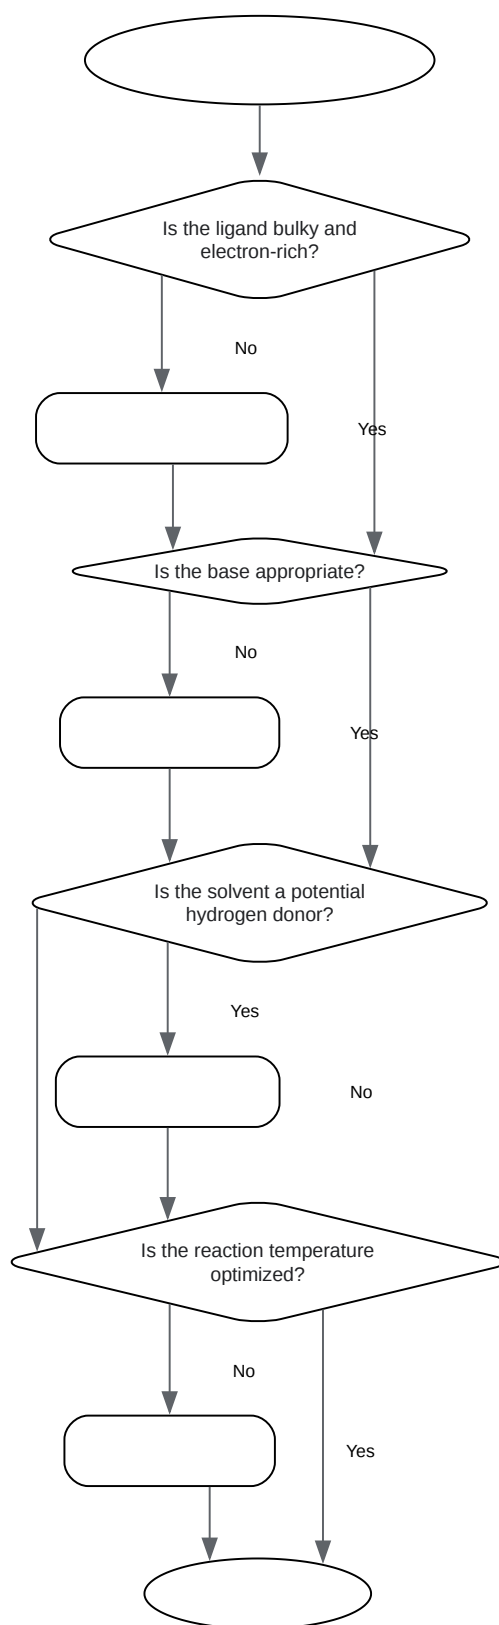 Is the ligand bulky and
electron-rich?
No
Yes
Is the base appropriate?
No
Yes
Is the solvent a potential
hydrogen donor?
Yes
No
Is the reaction temperature
optimized?
No
Yes